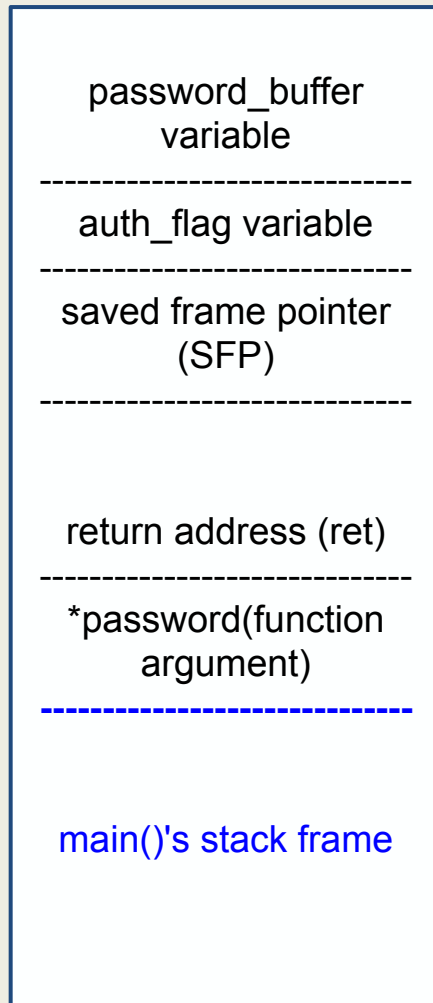 password_buffer
variable
------------------------------
auth_flag variable
------------------------------
saved frame pointer
(SFP)
------------------------------
return address (ret)
------------------------------
*password(function
argument)
------------------------------
main()'s stack frame